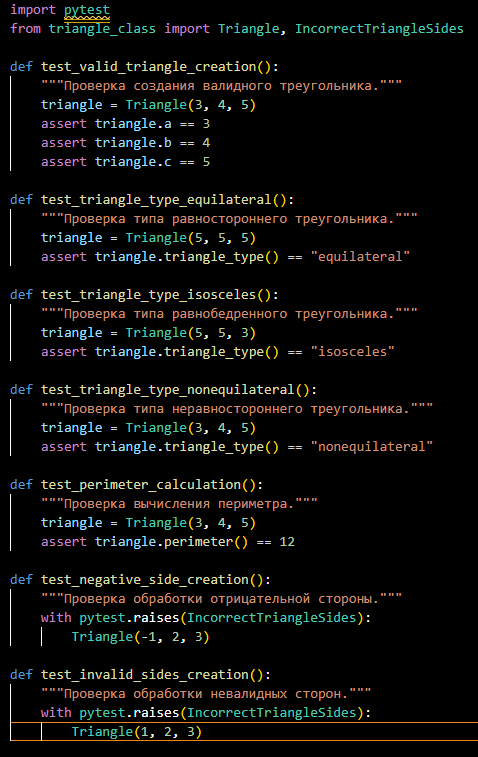 import pytest
from triangle_class import Triangle, IncorrectTriangleSides
def test_valid_triangle_creation():
"""Проверка создания валидного треугольника."""
triangle = Triangle(3, 4, 5)
assert triangle.a == 3
assert triangle.b == 4
assert triangle.c == 5
def test_triangle_type_equilateral():
"""Проверка типа равностороннего треугольника."""
triangle = Triangle(5, 5, 5)
assert triangle.triangle_type() == "equilateral"
def test_triangle_type_isosceles():
"""Проверка типа равнобедренного треугольника."""
triangle = Triangle(5, 5, 3)
assert triangle.triangle_type() == "isosceles"
def test_triangle_type_nonequilateral():
"""Проверка типа неравностороннего треугольника."""
triangle = Triangle(3, 4, 5)
assert triangle.triangle_type() == "nonequilateral"
def test_perimeter_calculation():
"""Проверка вычисления периметра."""
triangle = Triangle(3, 4, 5)
assert triangle.perimeter() == 12
def test_negative_side_creation():
"""Проверка обработки отрицательной стороны."""
with pytest.raises(IncorrectTriangleSides):
Triangle(-1, 2, 3)
def test_invalid_sides_creation():
"""Проверка обработки невалидных сторон."""
with pytest.raises(IncorrectTriangleSides):
Triangle(1, 2, 3)